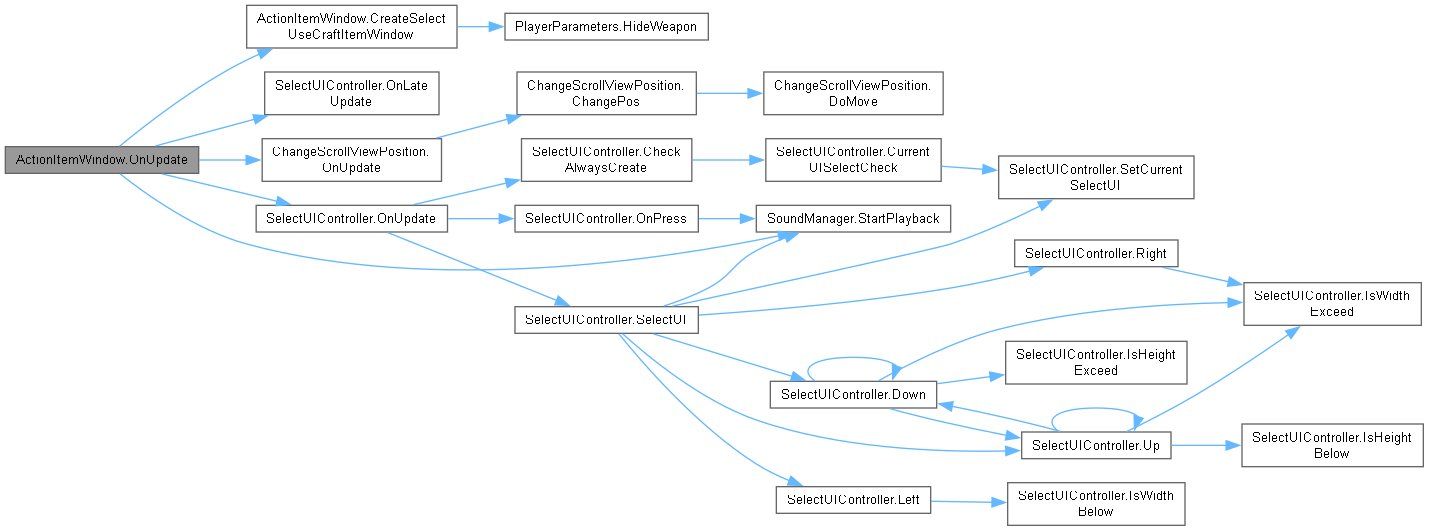 ActionItemWindow.CreateSelect
UseCraftItemWindow
PlayerParameters.HideWeapon
SelectUIController.OnLate
Update
ChangeScrollViewPosition.
ChangePos
ChangeScrollViewPosition.
DoMove
ActionItemWindow.OnUpdate
ChangeScrollViewPosition.
OnUpdate
SelectUIController.Check
AlwaysCreate
SelectUIController.Current
UISelectCheck
SelectUIController.SetCurrent
SelectUI
SelectUIController.OnUpdate
SelectUIController.OnPress
SoundManager.StartPlayback
SelectUIController.Right
SelectUIController.IsWidth
Exceed
SelectUIController.SelectUI
SelectUIController.IsHeight
Exceed
SelectUIController.Down
SelectUIController.Up
SelectUIController.IsHeight
Below
SelectUIController.Left
SelectUIController.IsWidth
Below